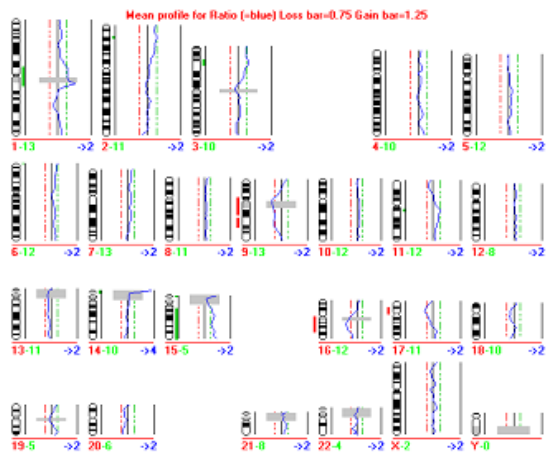 Mean profile for Ratio (=blue) Loss bar=0.75 Gain bar=1.25
1-13 ->2 2-11 ->2 3-10 ->2 4-10 ->2 5-12 ->2
6-12 ->2 7-13 ->2 8-11 ->2 9-13 ->2 10-12 ->2 11-12 ->2 12-8 ->2
13-11 ->2 14-10 ->4 15-5 ->2 16-12 ->2 17-11 ->2 18-10 ->2
19-5 ->2 20-6 ->2 21-8 ->2 22-4 ->2 X-2 ->2 Y-0 ->2